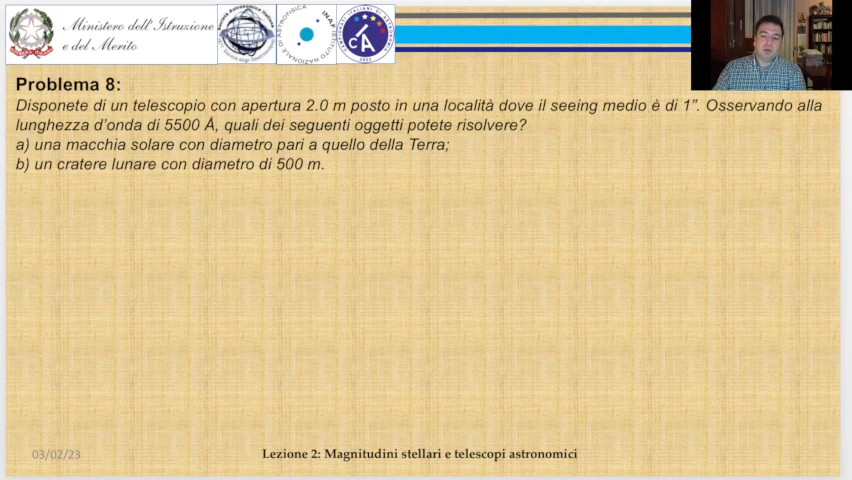 Ministero dell'Istruzione
e del Merito
Problema 8:
Disponete di un telescopio con apertura 2.0 m posto in una località dove il seeing medio è di 1”. Osservando alla
lunghezza d’onda di 5500 Å, quali dei seguenti oggetti potete risolvere?
a) una macchia solare con diametro pari a quello della Terra;
b) un cratere lunare con diametro di 500 m.
03/02/23
Lezione 2: Magnitudini stellari e telescopi astronomici